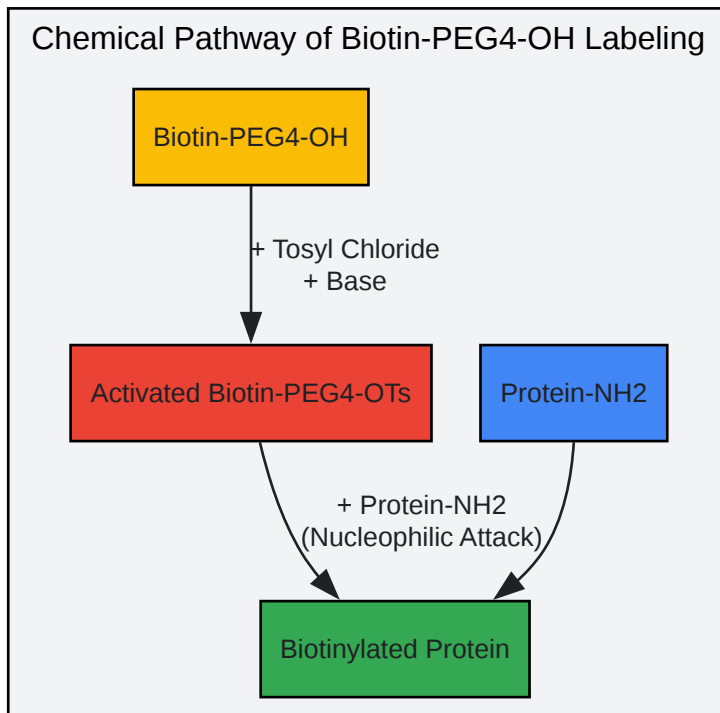 Chemical Pathway of Biotin-PEG4-OH Labeling
Biotin-PEG4-OH
+ Tosyl Chloride
+ Base
Activated Biotin-PEG4-OTs
Protein-NH2
+ Protein-NH2
(Nucleophilic Attack)
Biotinylated Protein